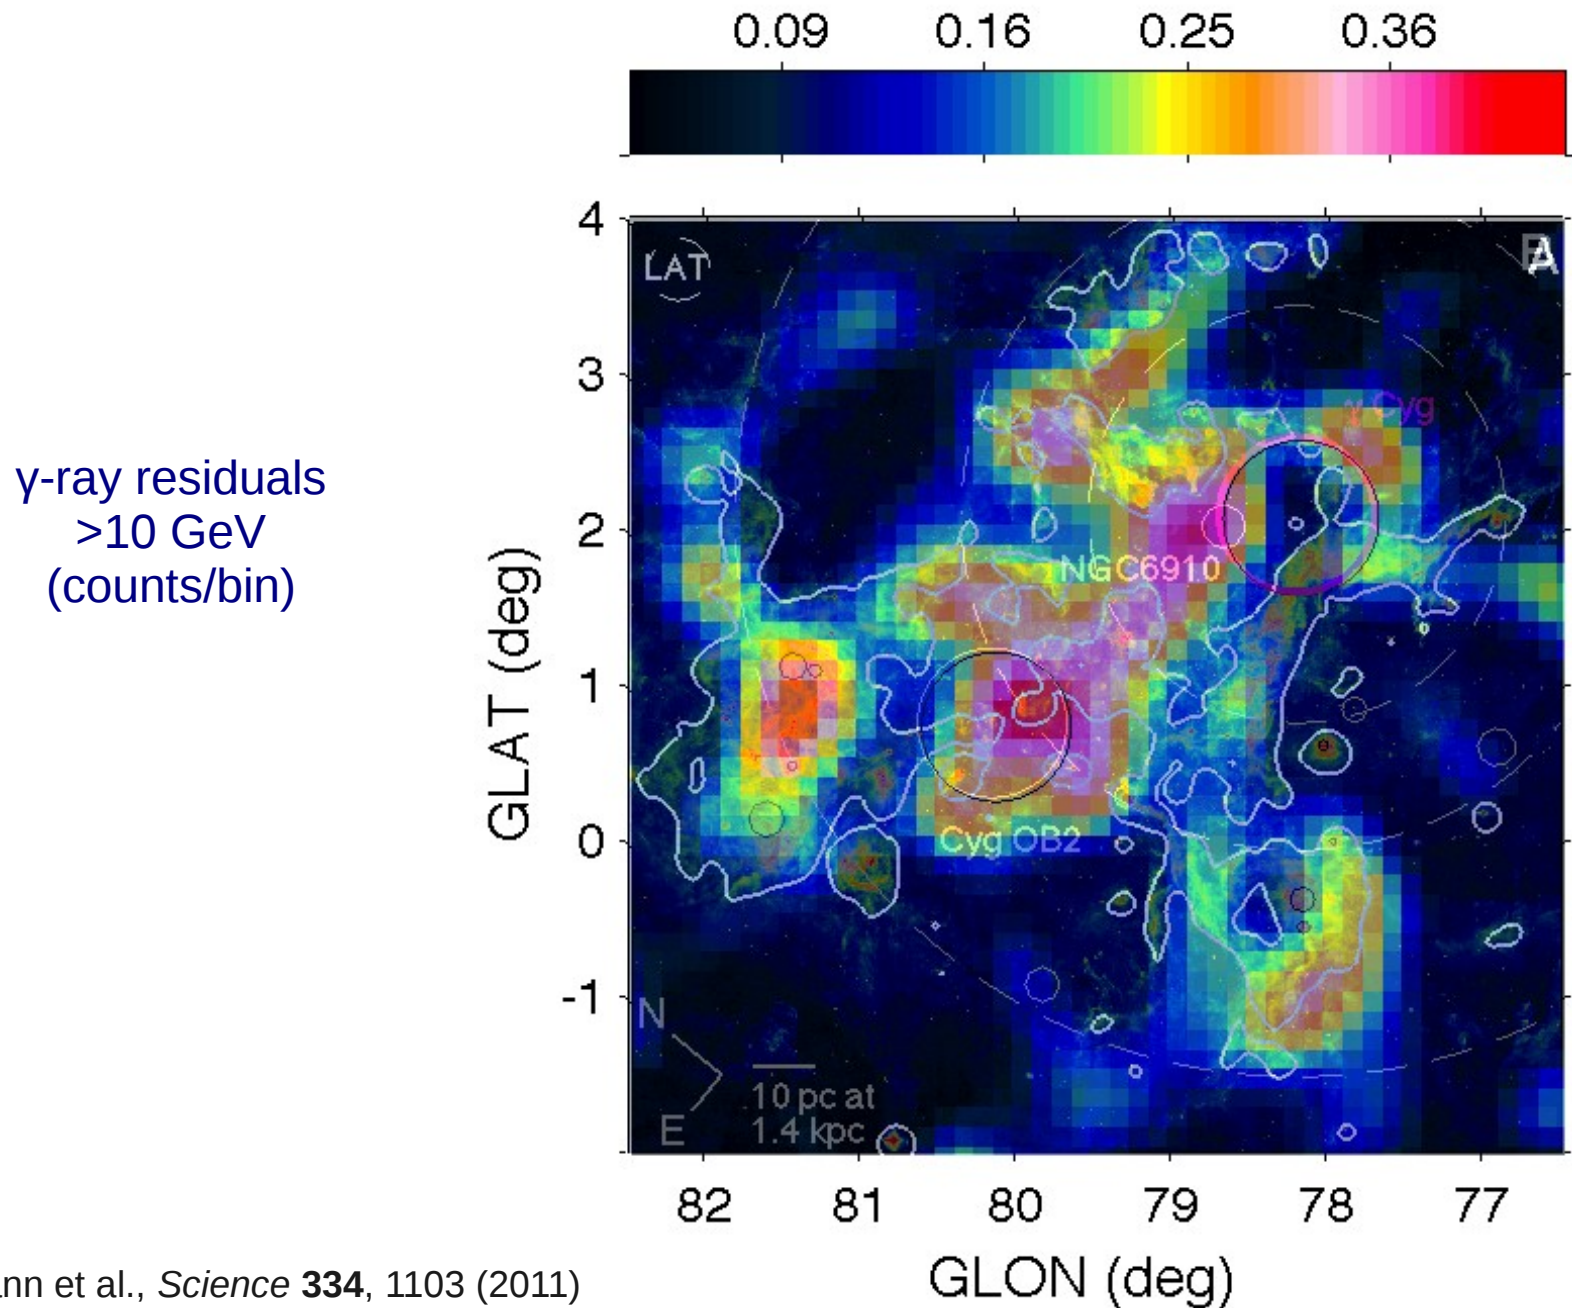 0.09 0.16 0.25 0.36
4
LAT
A
γ Cyg
3
γ-ray residuals
>10 GeV
(counts/bin)
2
NGC6910
GLAT (deg)
1
0
Cyg OB2
-1
N
10 pc at
1.4 kpc
E
82 81 80 79 78 77
GLON (deg)
et al., Science 334, 1103 (2011)